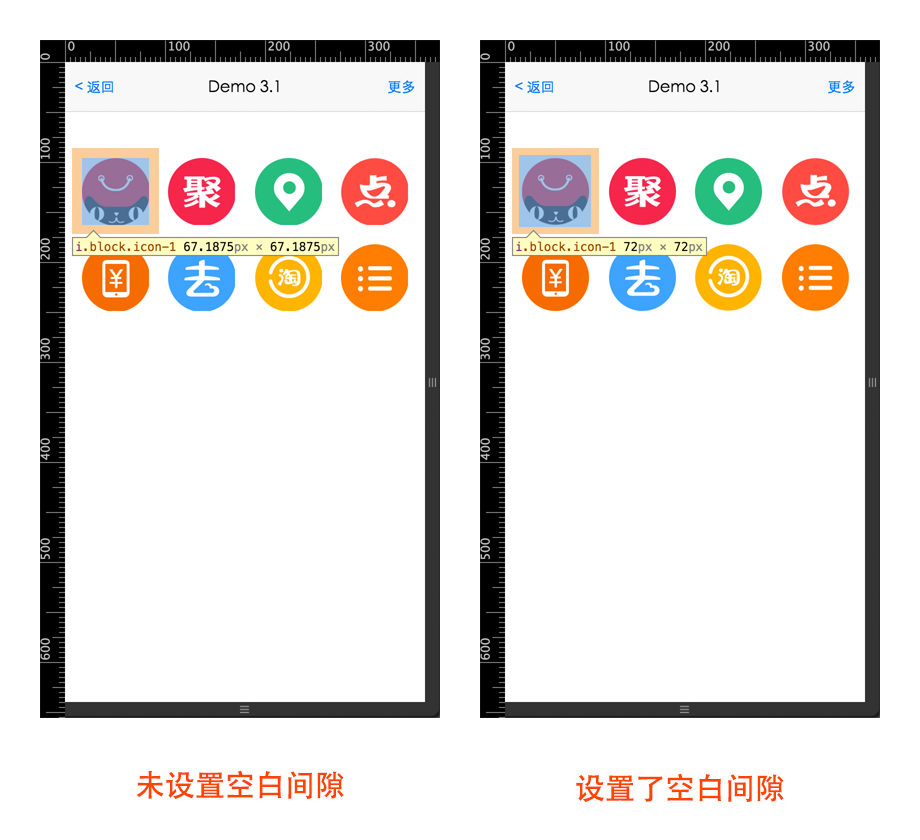 0 100 200 300
0 100 200 300 400 500 600
< 返回 Demo 3.1 更多
聚 点
i.block.icon-1 67.1875px × 67.1875px
¥ 去 淘
未设置空白间隙
0 100 200 300
0 100 200 300 400 500 600
< 返回 Demo 3.1 更多
聚 点
i.block.icon-1 72px × 72px
¥ 去 淘
设置了空白间隙